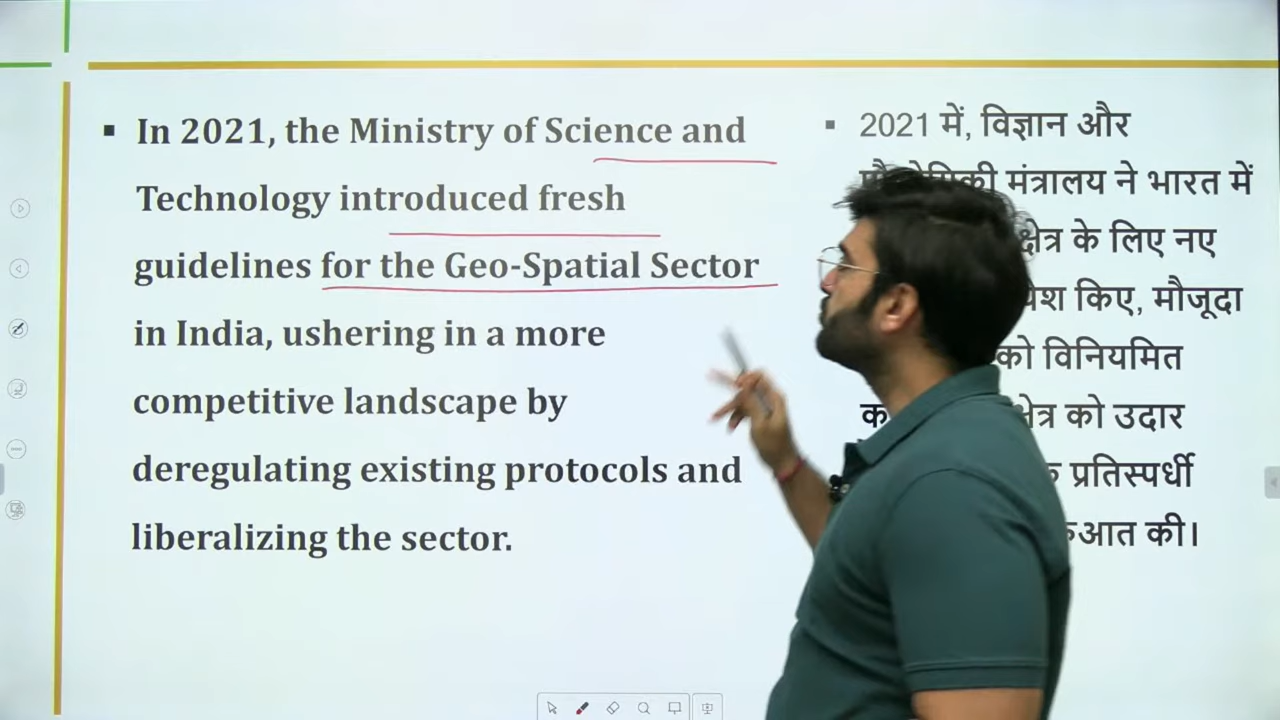 ▪ In 2021, the Ministry of Science and
Technology introduced fresh
guidelines for the Geo-Spatial Sector
in India, ushering in a more
competitive landscape by
deregulating existing protocols and
liberalizing the sector.
▪ 2021 में, विज्ञान और
मंत्रालय ने भारत में
के लिए नए
किए, मौजूदा
को विनियमित
को उदार
प्रतिस्पर्धी
की।